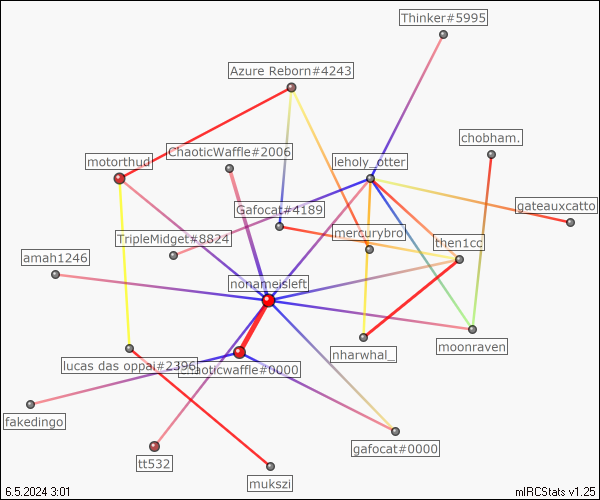 Thinker#5995
Azure Reborn#4243
chobham.
ChaoticWaffle#2006
motorthud
leholy_otter
Gafocat#4189
gateauxcatto
mercurybro
TripleMidget#8824
then1cc
amah1246
nonameisleft
moonraven
nharwhal_
lucas das oppai#2396
chaoticwaffle#0000
fakedingo
gafocat#0000
tt532
mukszi
6.5.2024 3:01
mIRCStats v1.25